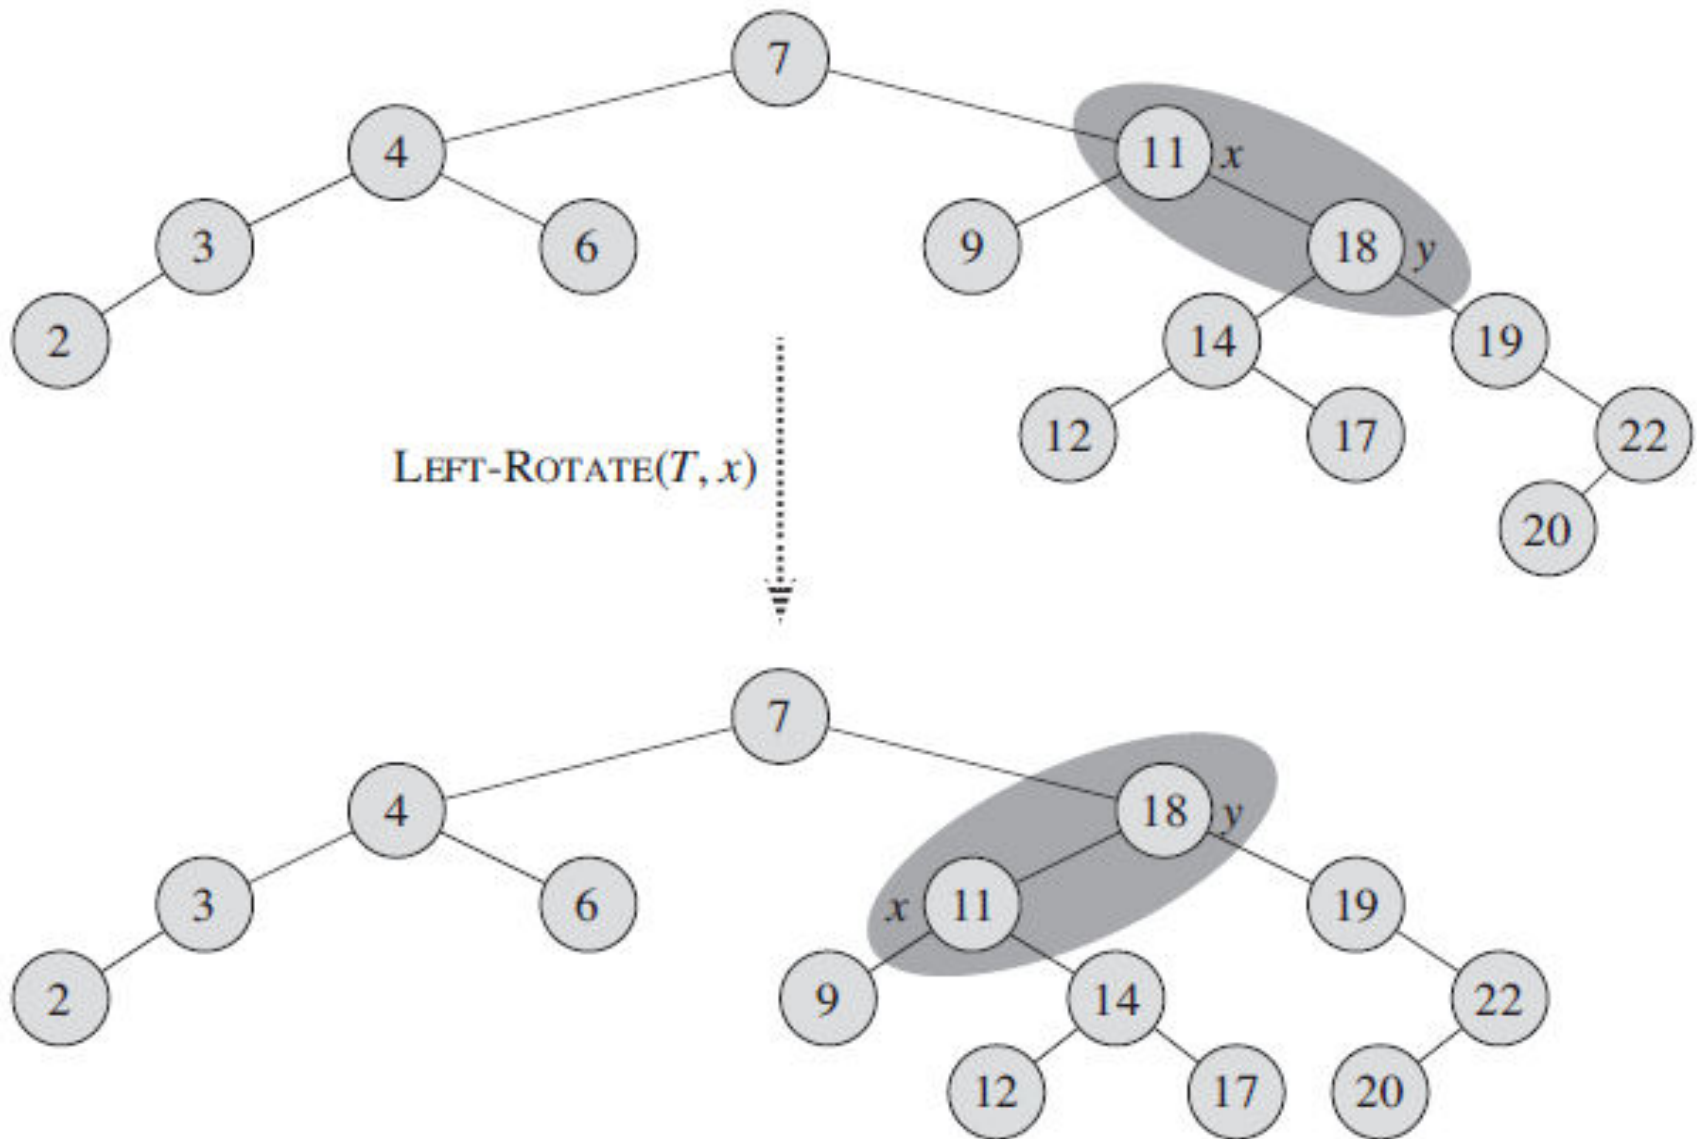 7
4 11 x
3 6 9 18 y
2 14 19
12 17 22
LEFT-ROTATE(T, x)
20
7
4 18 y
3 6 x 11 19
2 9 14 22
12 17 20